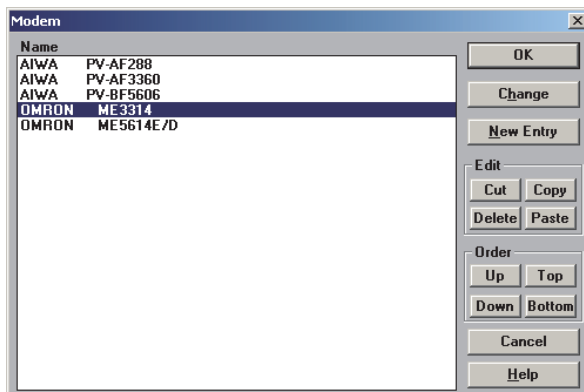 Modem
Name
AIWA PV-AF288
AIWA PV-AF3360
AIWA PV-BF5606
OMRON ME3314
OMRON ME5614E/D
OK
Change
New Entry
Edit
Cut Copy
Delete Paste
Order
Up Top
Down Bottom
Cancel
Help